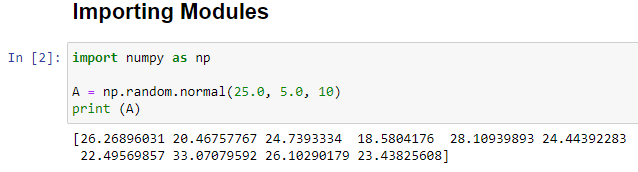 Importing Modules
In [2]: import numpy as np
A = np.random.normal(25.0, 5.0, 10)
print (A)
[26.26896031 20.46757767 24.7393334  18.5804176  28.10939893 24.44392283
 22.49569857 33.07079592 26.10290179 23.43825608]